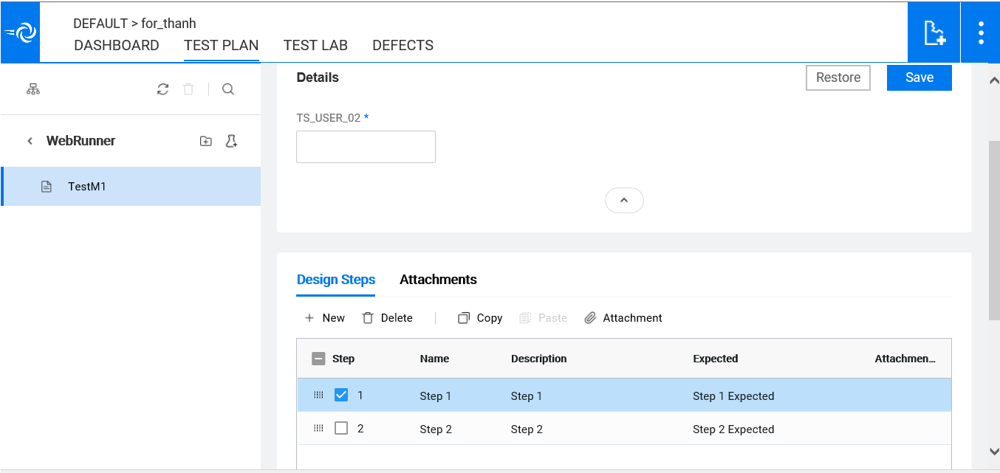 DEFAULT > for_thanh
DASHBOARD TEST PLAN TEST LAB DEFECTS
WebRunner
TestM1
Details Restore Save
TS_USER_02 *
Design Steps Attachments
New Delete Copy Paste Attachment
Step Name Description Expected Attachmen...
1 Step 1 Step 1 Step 1 Expected
2 Step 2 Step 2 Step 2 Expected